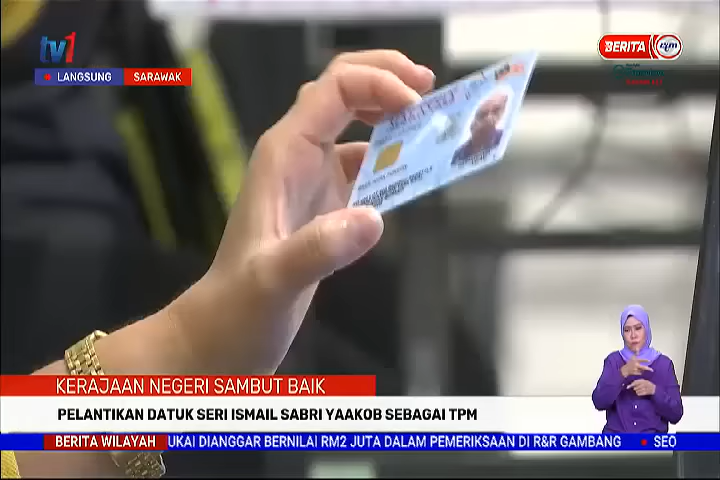 tv1
LANGSUNG SARAWAK
BERITA rtm
KERAJAAN NEGERI SAMBUT BAIK
PELANTIKAN DATUK SERI ISMAIL SABRI YAAKOB SEBAGAI TPM
BERITA WILAYAH UKAI DIANGGAR BERNILAI RM2 JUTA DALAM PEMERIKSAAN DI R&R GAMBANG SEO